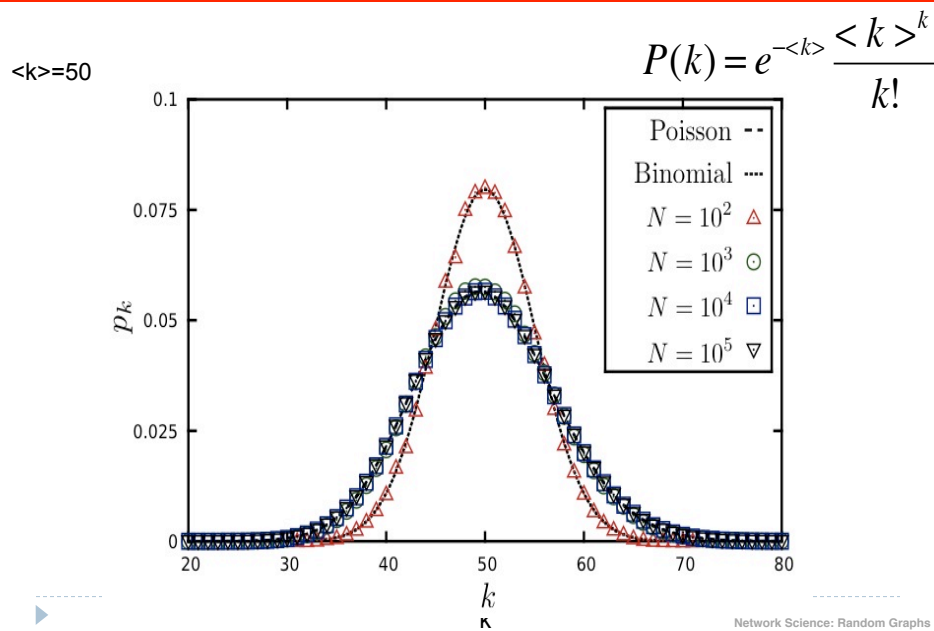 <k>=50
P(k) = e^{-<k>} \frac{<k>^k}{k!}
0.1
0.075
0.05
0.025
0
p_k
Poisson
Binomial
N = 10^2
N = 10^3
N = 10^4
N = 10^5
20 30 40 50 60 70 80
k
K
Network Science: Random Graphs